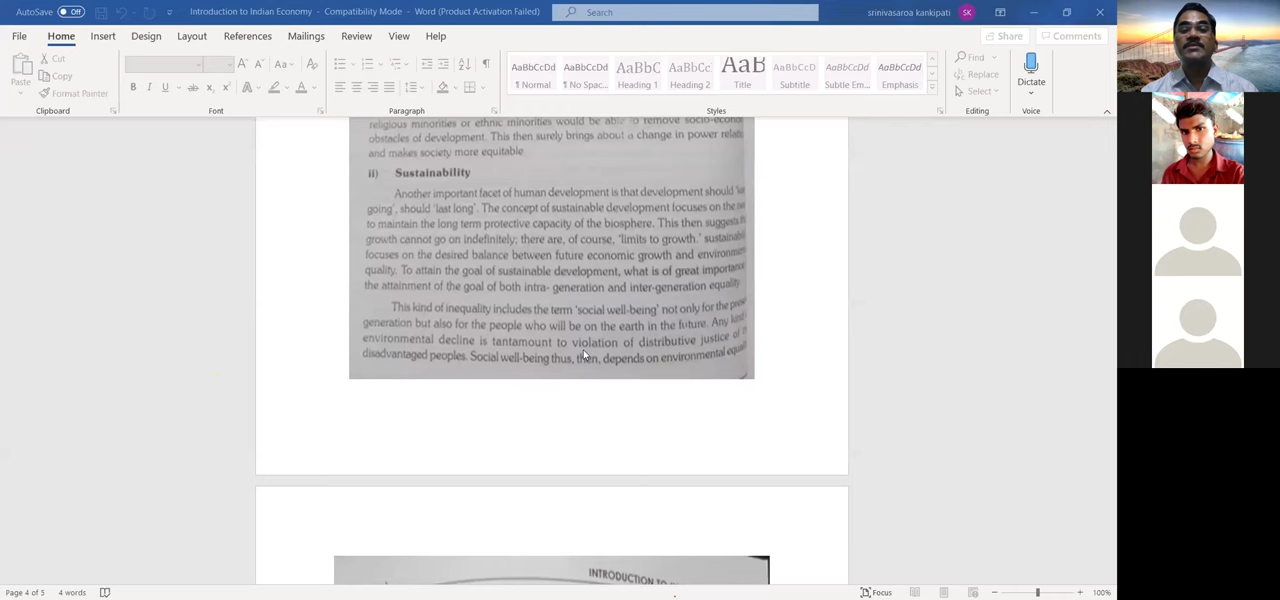 AutoSave Off
Introduction to Indian Economy - Compatibility Mode - Word (Product Activation Failed)
Search
srinivasaroa kankipati SK
File Home Insert Design Layout References Mailings Review View Help
Share Comments
Paste
Cut
Copy
Format Painter
Clipboard
Font
Paragraph
AaBbCcDd
¶ Normal
AaBbCcDd
¶ No Spac...
AaBbC
Heading 1
AaBbCc
Heading 2
AaB
Title
AaBbCcD
Subtitle
AaBbCcDd
Subtle Em...
AaBbCcDd
Emphasis
Styles
Find
Replace
Select
Editing
Dictate
Voice
religious minorities or ethnic minorities would be able to remove
obstacles of development. This then surely brings about a change in power
and makes society more equitable.
ii) Sustainability
Another important facet of human development is that development should
going', should 'last long'. The concept of sustainable development focuses on the
to maintain the long term protective capacity of the biosphere. This then suggests
growth cannot go on indefinitely; there are, of course, 'limits to growth.'
focuses on the desired balance between future economic growth and
quality. To attain the goal of sustainable development, what is of great
the attainment of the goal of both intra- generation and inter-generation equality
This kind of inequality includes the term 'social well-being' not only for the
generation but also for the people who will be on the earth in the future. Any kind
environmental decline is tantamount to violation of distributive justice of
disadvantaged peoples. Social well-being thus, then, depends on environmental
INTRODUCTION TO
Page 4 of 5 4 words
Focus
100%